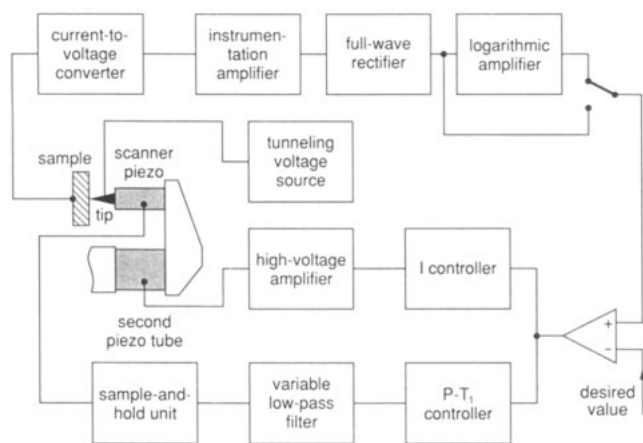 current-to-
voltage
converter
instrumen-
tation
amplifier
full-wave
rectifier
logarithmic
amplifier
sample
scanner
piezo
tip
tunneling
voltage
source
high-voltage
amplifier
I controller
+
−
second
piezo tube
sample-and-
hold unit
variable
low-pass
filter
P-T₁
controller
desired
value